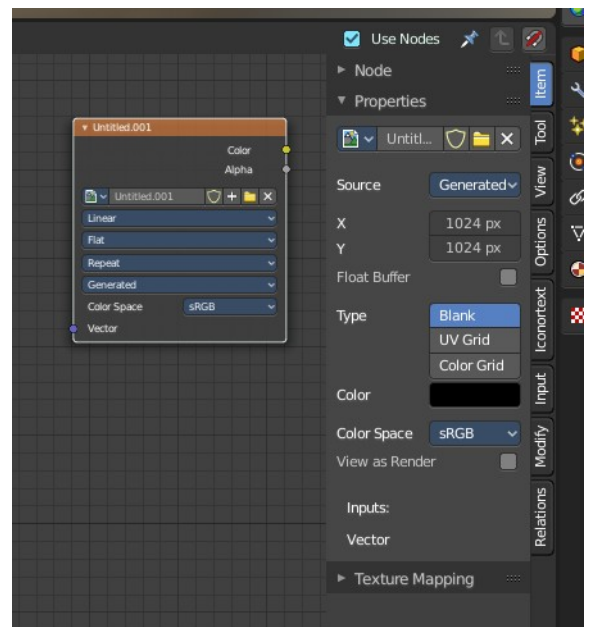 Use Nodes
Node
Properties
Untitl...
Source
Generated
X
1024 px
Y
1024 px
Float Buffer
Type
Blank
UV Grid
Color Grid
Color
Color Space
sRGB
View as Render
Inputs:
Vector
Texture Mapping
Item
Tool
View
Options
Iconortext
Input
Modify
Relations
Untitled.001
Color
Alpha
Untitled.001
Linear
Flat
Repeat
Generated
Color Space
sRGB
Vector